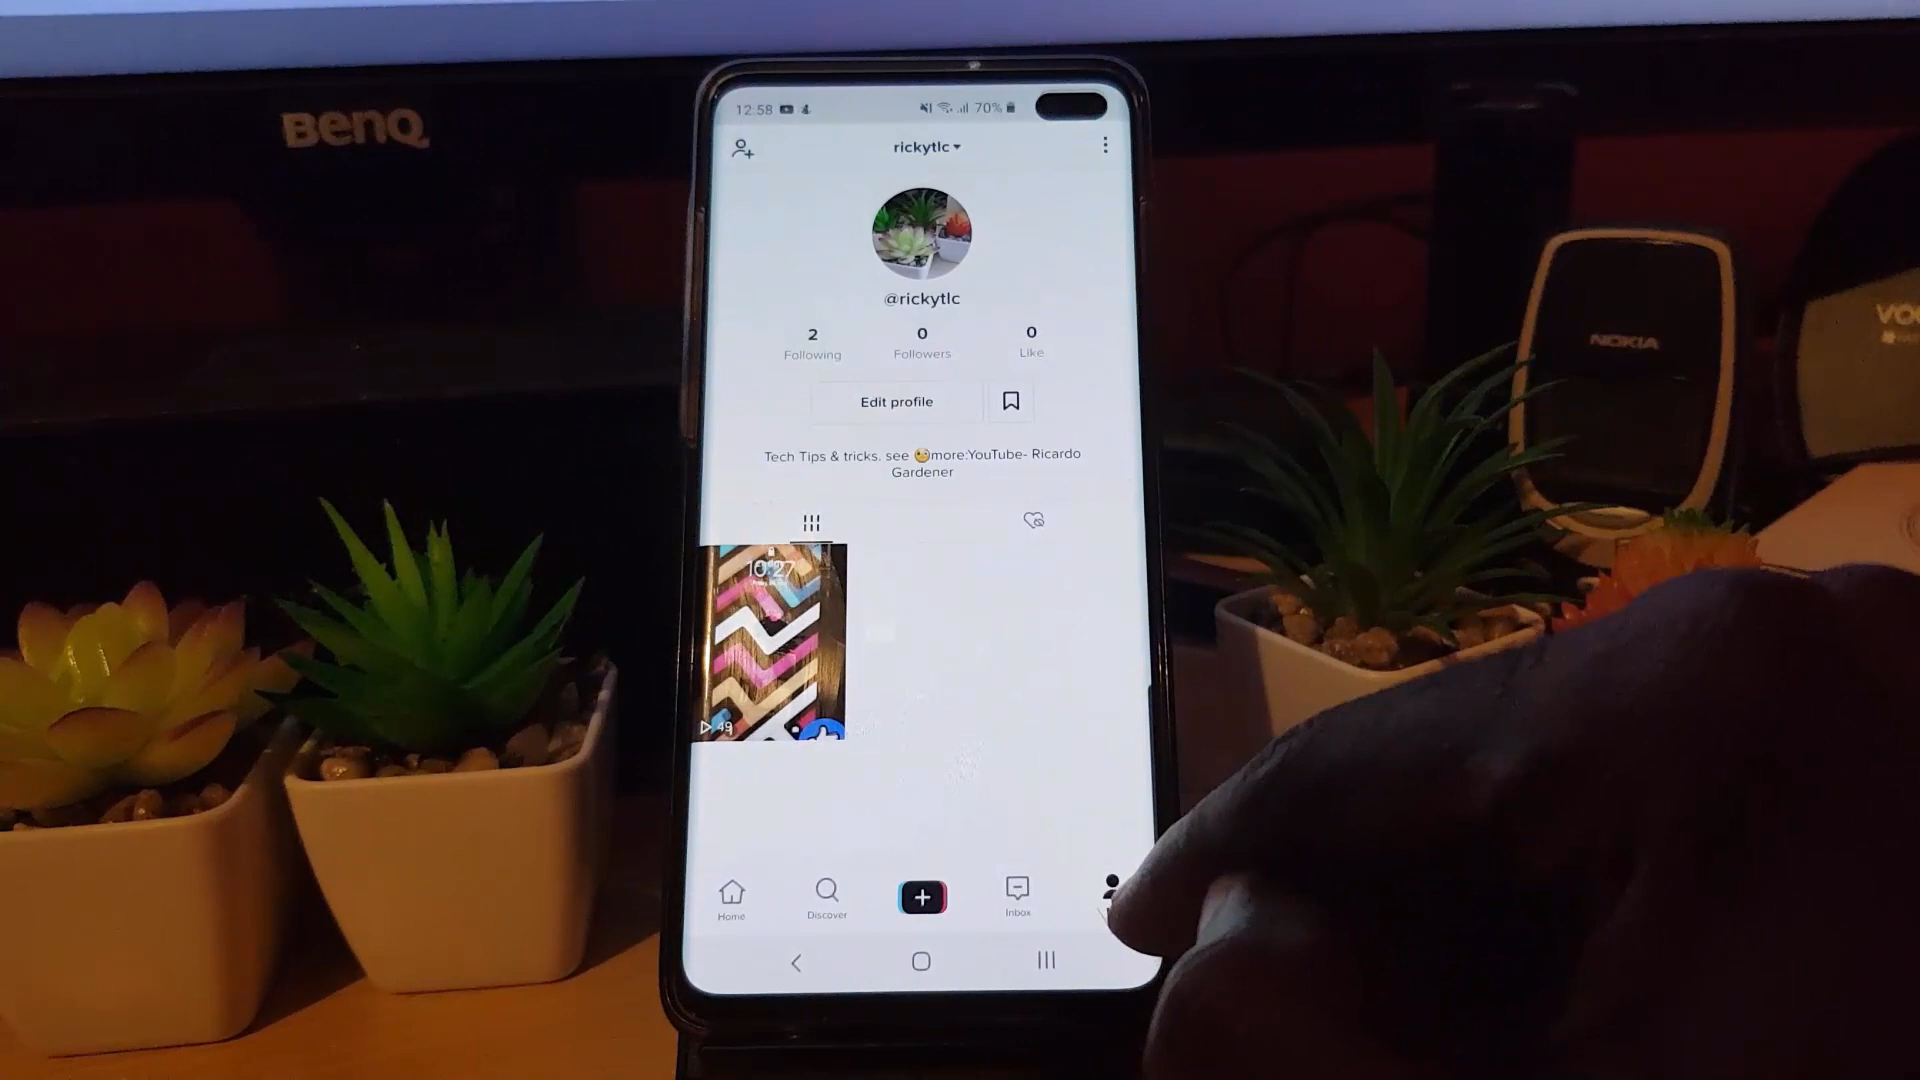 BenQ
12:58
70%
rickytlc
@rickytlc
2
0
0
Following
Followers
Like
Edit profile
Tech Tips & tricks. see 🤓more:YouTube- Ricardo
Gardener
10:27
49
Home
Discover
Inbox
NOKIA